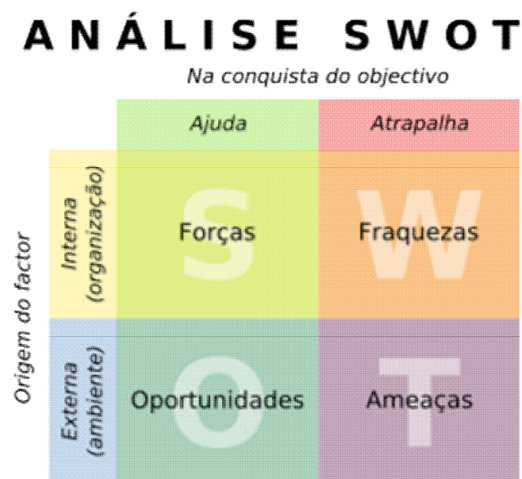 ANÁLISE SWOT
Na conquista do objectivo
Ajuda
Atrapalha
Origem do factor
Interna
(organização)
S
Forças
W
Fraquezas
Externa
(ambiente)
O
Oportunidades
T
Ameaças